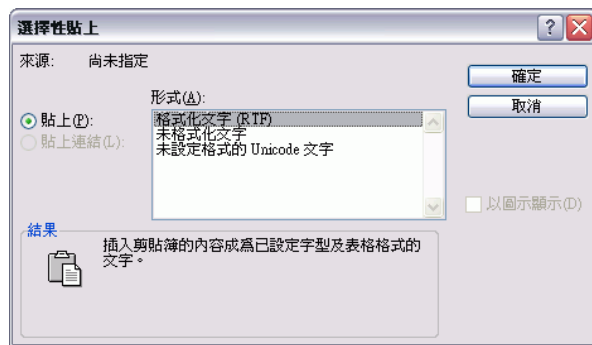 選擇性貼上
來源: 尚未指定
形式(A):
貼上(P):
貼上連結(L):
格式化文字 (RTF)
未格式化文字
未設定格式的 Unicode 文字
確定
取消
以圖示顯示(D)
結果
插入剪貼簿的內容成爲已設定字型及表格格式的
文字。